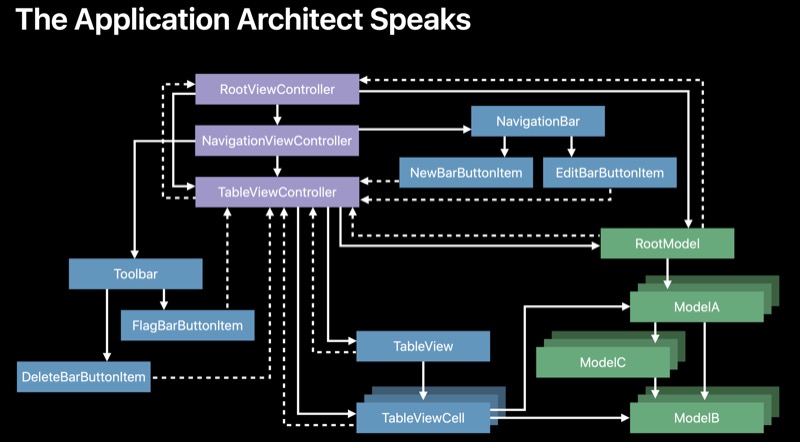 The Application Architect Speaks
RootViewController
NavigationBar
NavigationViewController
NewBarButtonItem
EditBarButtonItem
TableViewController
RootModel
Toolbar
ModelA
FlagBarButtonItem
TableView
ModelC
DeleteBarButtonItem
TableViewCell
ModelB